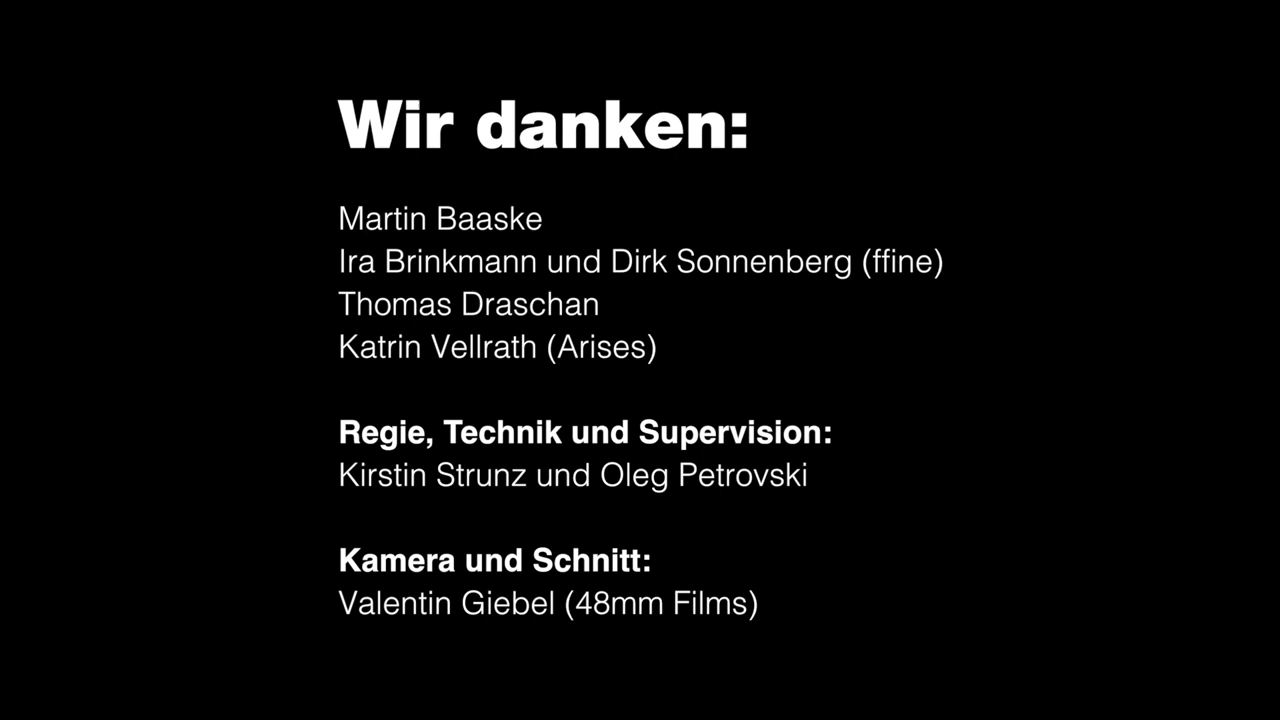 Wir danken:
Martin Baaske
Ira Brinkmann und Dirk Sonnenberg (ffine)
Thomas Draschan
Katrin Vellrath (Arises)
Regie, Technik und Supervision:
Kirstin Strunz und Oleg Petrovski
Kamera und Schnitt:
Valentin Giebel (48mm Films)